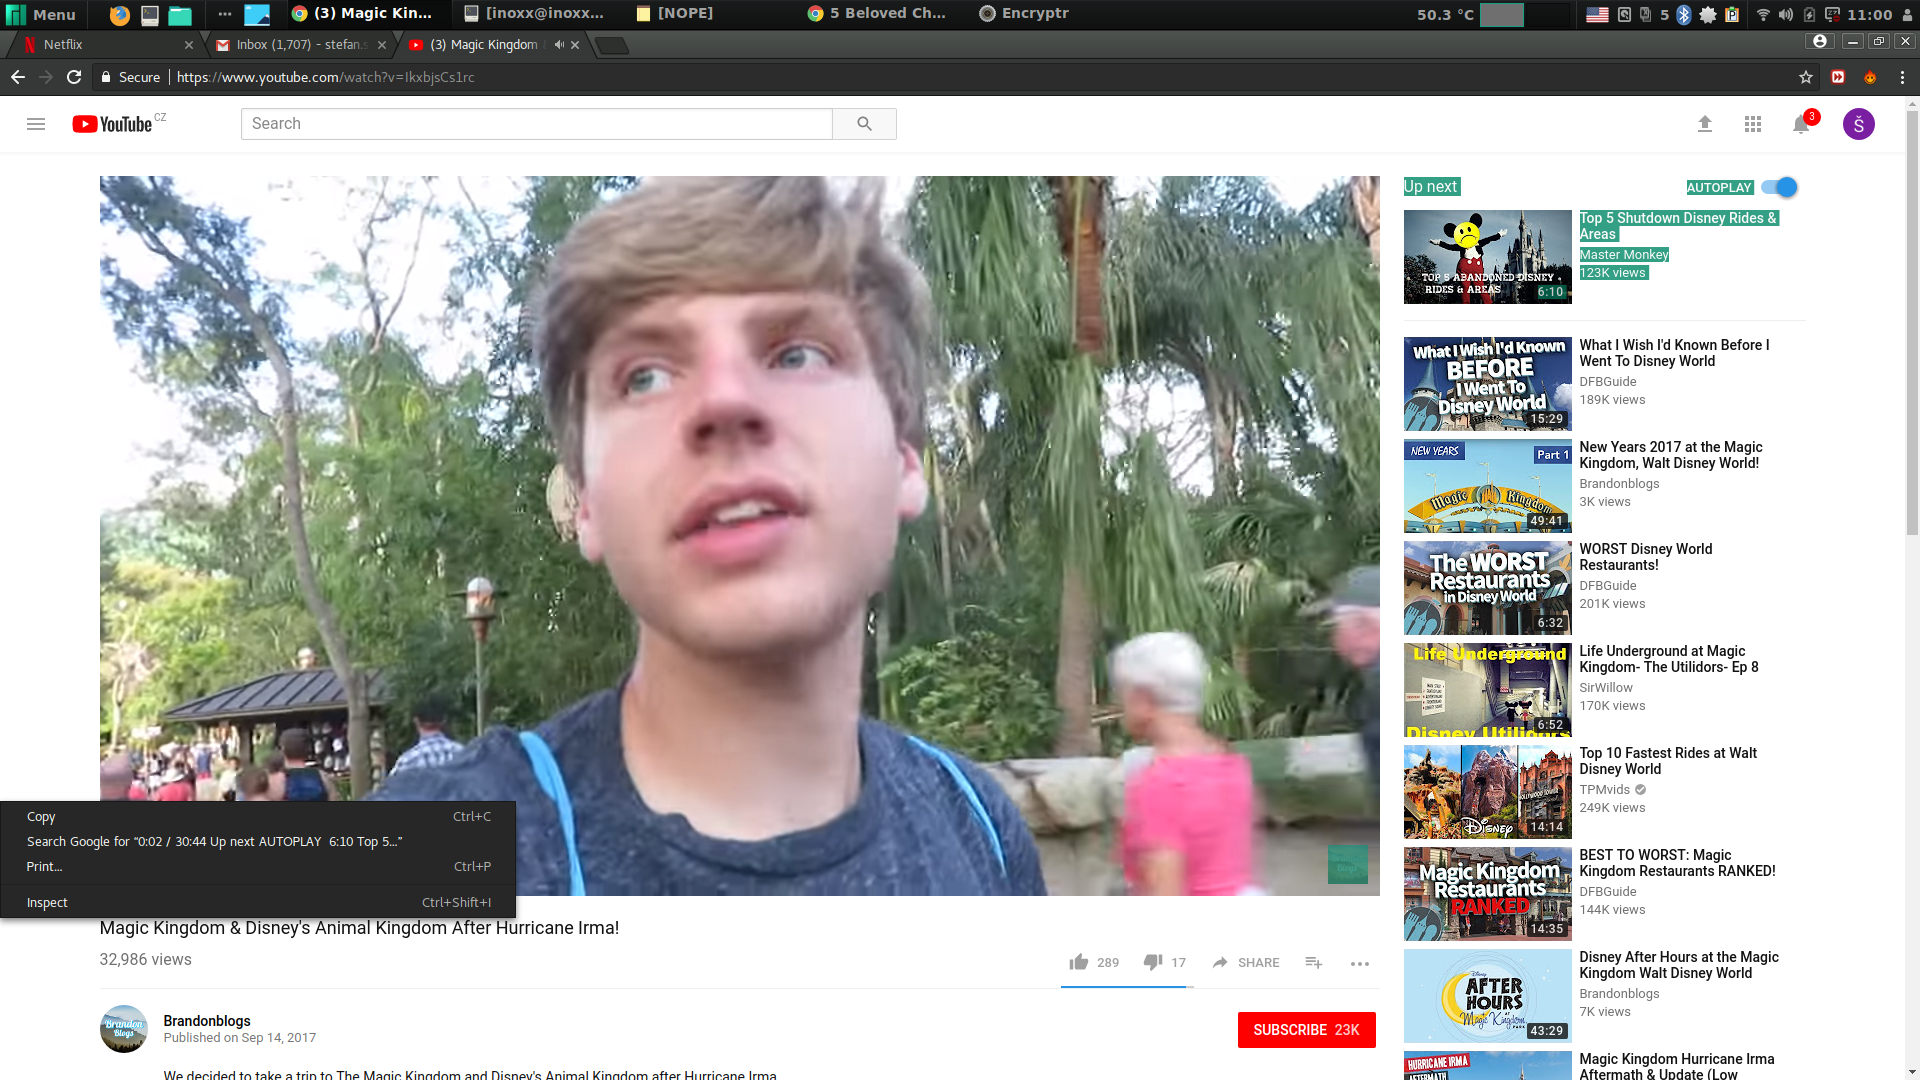 Menu
(3) Magic Kin...
[inoxx@inoxx...
[NOPE]
5 Beloved Ch...
Encryptr
50.3 °C
5
11:00
Netflix
Inbox (1,707) - stefan.s
(3) Magic Kingdom
Secure
https://www.youtube.com/watch?v=IkxbjsCs1rc
YouTube CZ
Search
3
Š
Up next
AUTOPLAY
TOP 5 ABANDONED DISNEY
RIDES & AREAS
6:10
Top 5 Shutdown Disney Rides &
Areas
Master Monkey
123K views
What I Wish I'd Known
BEFORE
I Went To
Disney World
15:29
What I Wish I'd Known Before I
Went To Disney World
DFBGuide
189K views
NEW YEARS
Part 1
Magic Kingdom
49:41
New Years 2017 at the Magic
Kingdom, Walt Disney World!
Brandonblogs
3K views
The WORST
Restaurants
in Disney World
6:32
WORST Disney World
Restaurants!
DFBGuide
201K views
Life Underground
Disney Utilidors
6:52
Life Underground at Magic
Kingdom- The Utilidors- Ep 8
SirWillow
170K views
Disney
14:14
Top 10 Fastest Rides at Walt
Disney World
TPMvids
249K views
Magic Kingdom
Restaurants
RANKED!
14:35
BEST TO WORST: Magic
Kingdom Restaurants RANKED!
DFBGuide
144K views
Disney
AFTER
HOURS
AT
Magic Kingdom
PARK
43:29
Disney After Hours at the Magic
Kingdom Walt Disney World
Brandonblogs
7K views
HURRICANE IRMA
AFTERMATH
Magic Kingdom Hurricane Irma
Aftermath & Update (Low
Copy Ctrl+C
Search Google for “0:02 / 30:44 Up next AUTOPLAY 6:10 Top 5...”
Print... Ctrl+P
Inspect Ctrl+Shift+I
Magic Kingdom & Disney's Animal Kingdom After Hurricane Irma!
32,986 views
289
17
SHARE
Brandon
Blogs
Brandonblogs
Published on Sep 14, 2017
SUBSCRIBE 23K
We decided to take a trip to The Magic Kingdom and Disney's Animal Kingdom after Hurricane Irma